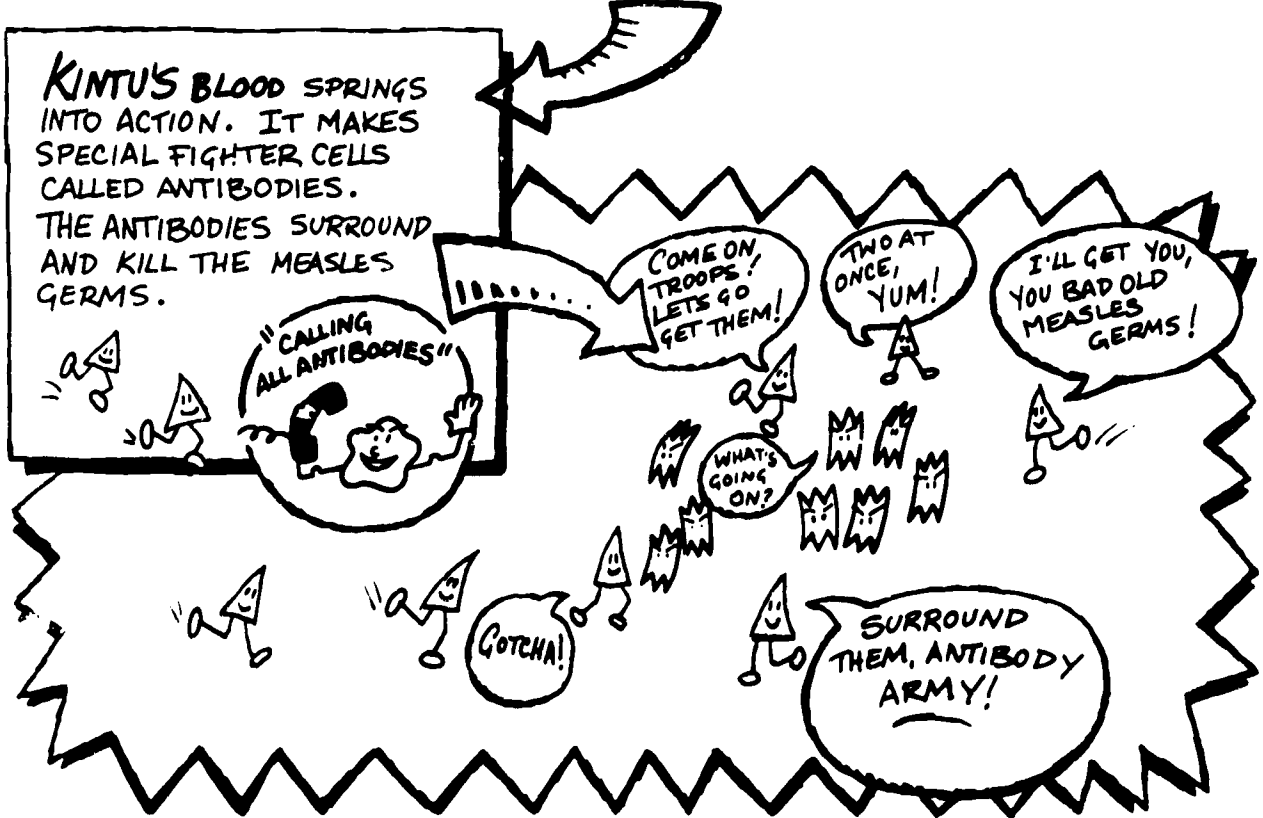 KINTU'S BLOOD SPRINGS
INTO ACTION. IT MAKES
SPECIAL FIGHTER CELLS
CALLED ANTIBODIES.
THE ANTIBODIES SURROUND
AND KILL THE MEASLES
GERMS.
"CALLING
ALL ANTIBODIES"
COME ON
TROOPS!
LETS GO
GET THEM!
TWO AT
ONCE,
YUM!
I'LL GET YOU,
YOU BAD OLD
MEASLES
GERMS!
WHAT'S
GOING
ON?
GOTCHA!
SURROUND
THEM, ANTIBODY
ARMY!